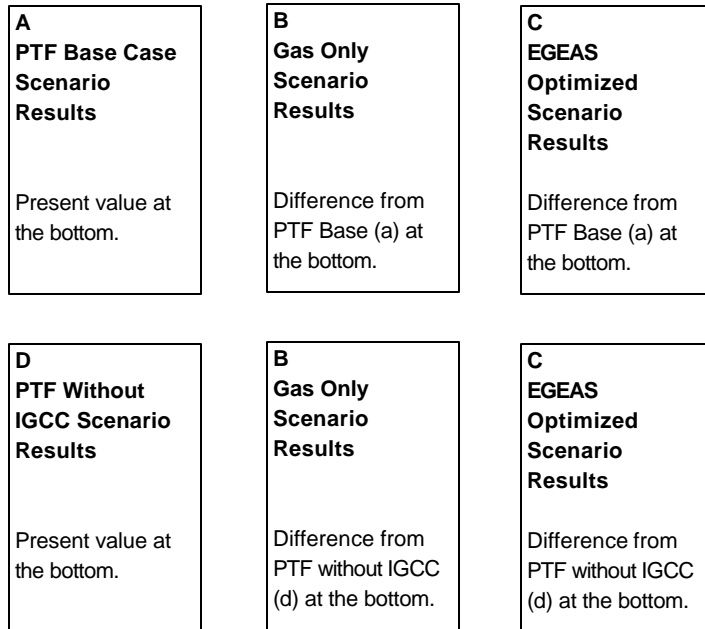 A
PTF Base Case
Scenario
Results
Present value at
the bottom.
B
Gas Only
Scenario
Results
Difference from
PTF Base (a) at
the bottom.
C
EGEAS
Optimized
Scenario
Results
Difference from
PTF Base (a) at
the bottom.
D
PTF Without
IGCC Scenario
Results
Present value at
the bottom.
B
Gas Only
Scenario
Results
Difference from
PTF without IGCC
(d) at the bottom.
C
EGEAS
Optimized
Scenario
Results
Difference from
PTF without IGCC
(d) at the bottom.